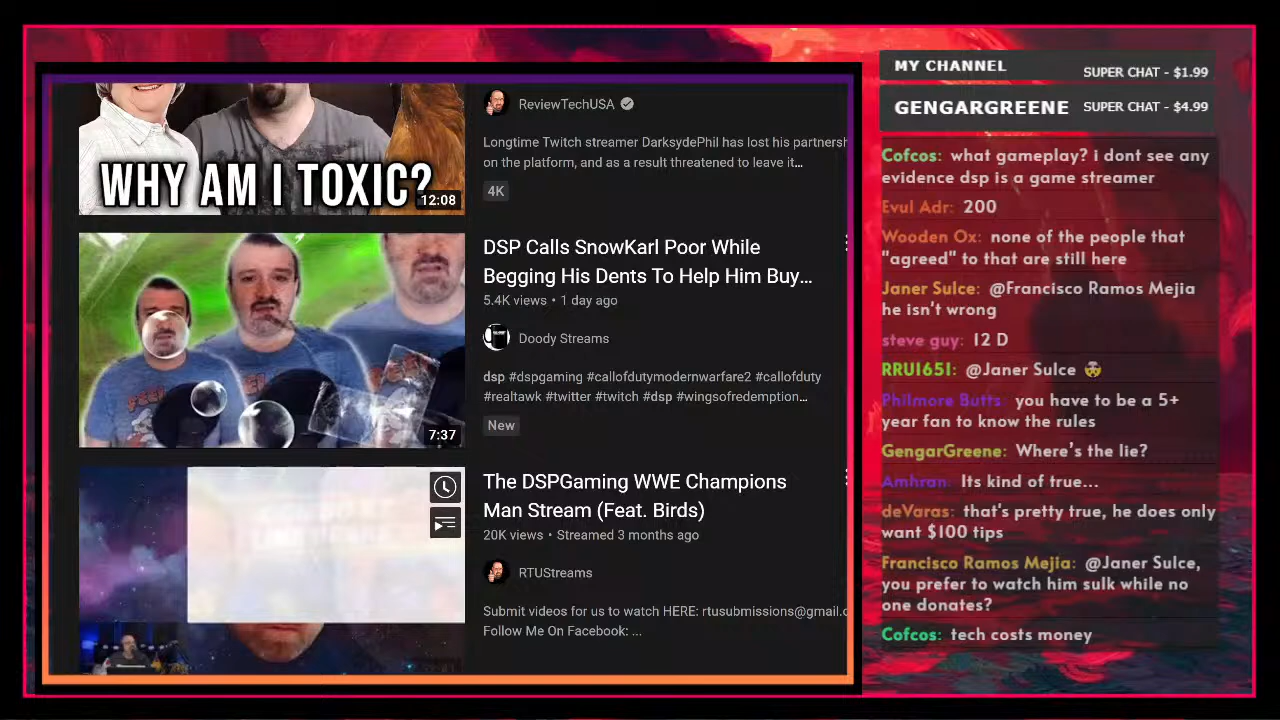 WHY AM I TOXIC?
12:08
ReviewTechUSA
Longtime Twitch streamer DarksydePhil has lost his partnersh
on the platform, and as a result threatened to leave it...
4K
DSP Calls SnowKarl Poor While
Begging His Dents To Help Him Buy...
5.4K views • 1 day ago
Doody Streams
dsp #dspgaming #callofdutymodernwarfare2 #callofduty
#realtawk #twitter #twitch #dsp #wingsofredemption...
New
7:37
The DSPGaming WWE Champions
Man Stream (Feat. Birds)
20K views • Streamed 3 months ago
RTUStreams
Submit videos for us to watch HERE: rtusubmissions@gmail.c
Follow Me On Facebook: ...
MY CHANNEL SUPER CHAT - $1.99
GENGARGREENE SUPER CHAT - $4.99
Cofcos: what gameplay? i dont see any
evidence dsp is a game streamer
Evul Adr: 200
Wooden Ox: none of the people that
"agreed" to that are still here
Janer Sulce: @Francisco Ramos Mejia
he isn't wrong
steve guy: 12 D
RRU1651: @Janer Sulce
Philmore Butts: you have to be a 5+
year fan to know the rules
GengarGreene: Where's the lie?
Amhran: Its kind of true...
deVaras: that's pretty true, he does only
want $100 tips
Francisco Ramos Mejia: @Janer Sulce,
you prefer to watch him sulk while no
one donates?
Cofcos: tech costs money